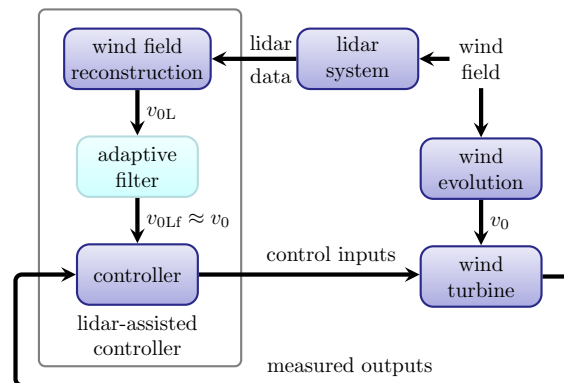 wind field
reconstruction
lidar
data
lidar
system
wind
field
v0L
adaptive
filter
wind
evolution
v0Lf ≈ v0
v0
controller
control inputs
wind
turbine
lidar-assisted
controller
measured outputs